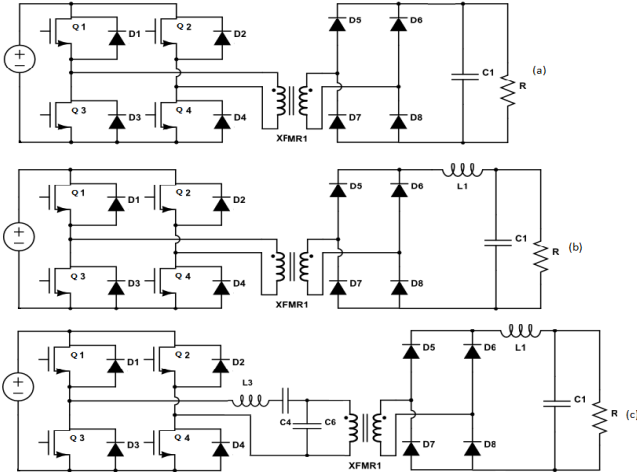 Q 1 D1 Q 2 D2 D5 D6
C1 R (a)
Q 3 D3 Q 4 D4 D7 D8
XFMR1
Q 1 D1 Q 2 D2 D5 D6 L1
C1 R (b)
Q 3 D3 Q 4 D4 D7 D8
XFMR1
Q 1 D1 Q 2 D2 D5 D6 L1
L3
C4 C6 C1 R (c)
Q 3 D3 Q 4 D4 D7 D8
XFMR1